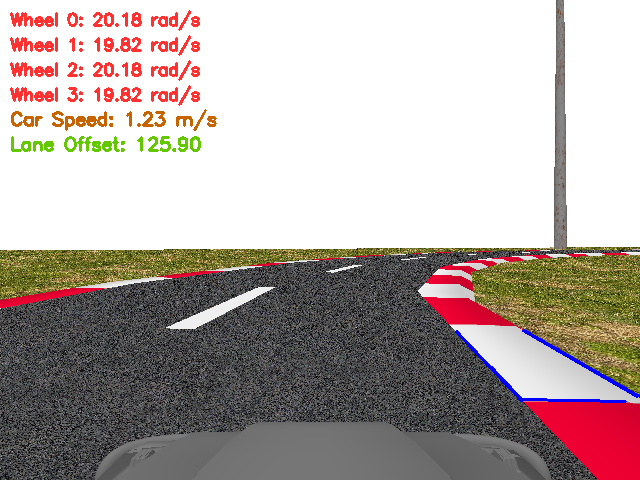 Wheel 0: 20.18 rad/s
Wheel 1: 19.82 rad/s
Wheel 2: 20.18 rad/s
Wheel 3: 19.82 rad/s
Car Speed: 1.23 m/s
Lane Offset: 125.90